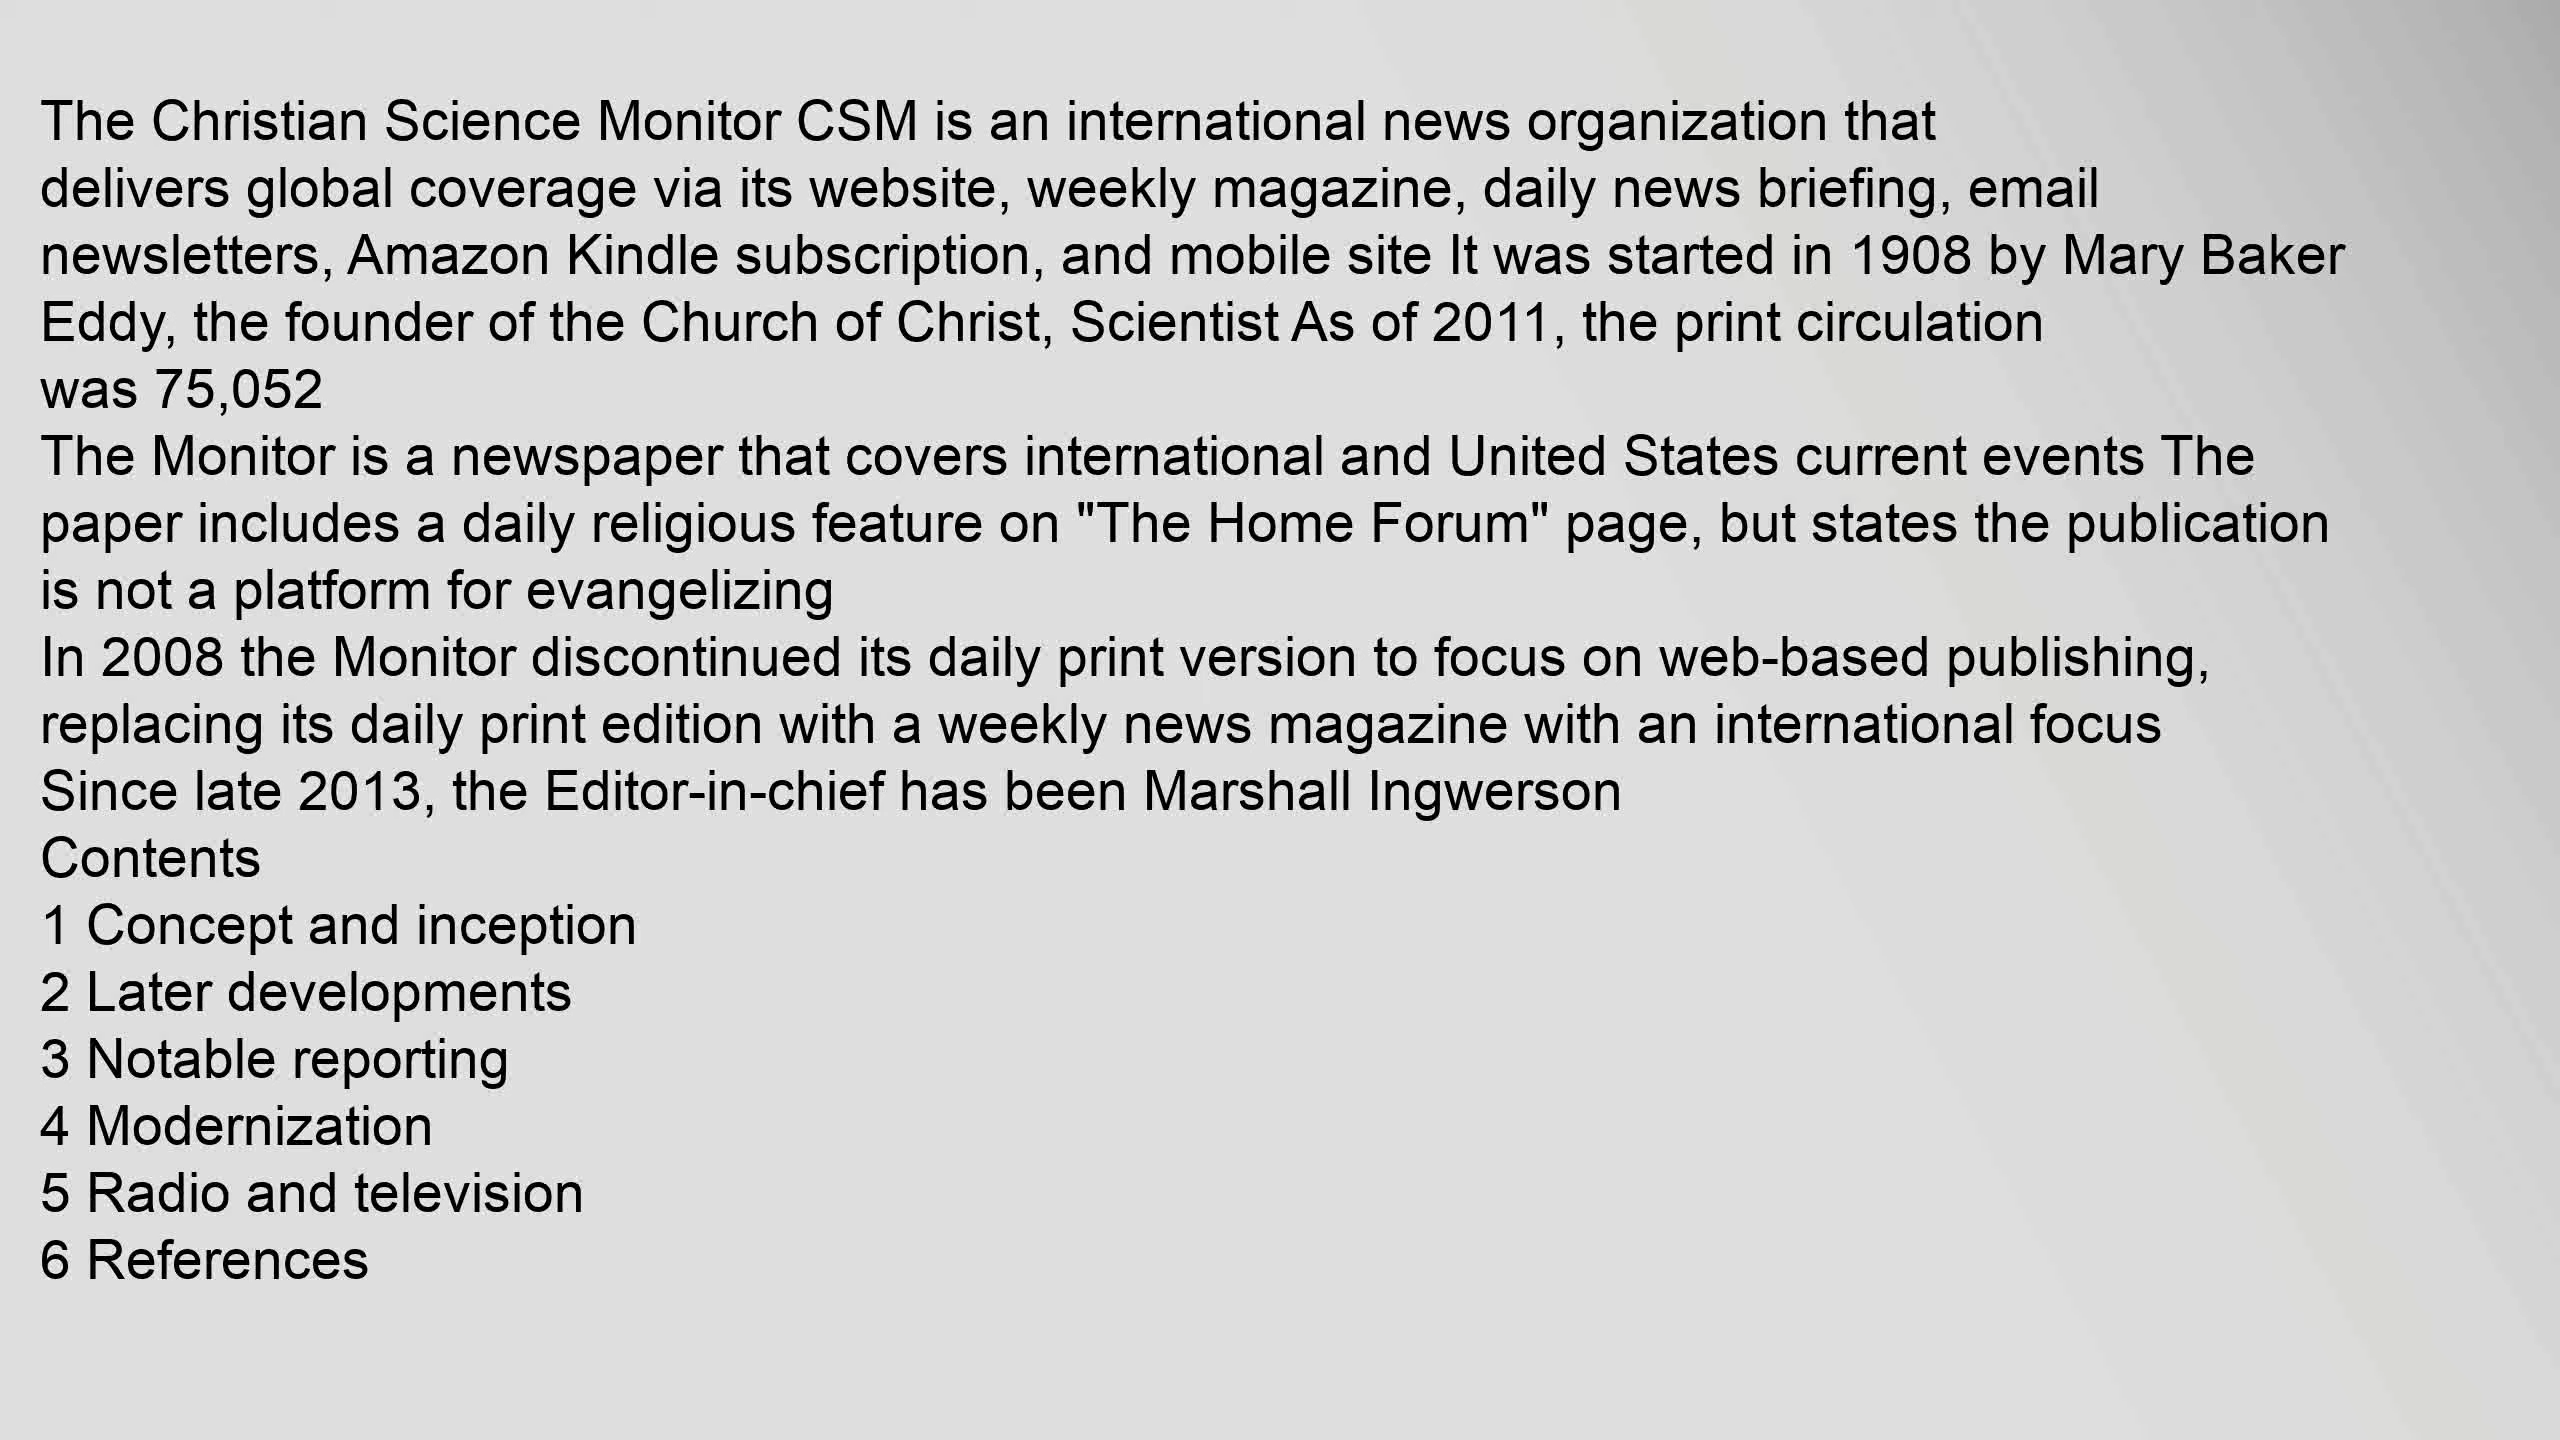 The Christian Science Monitor CSM is an international news organization that
delivers global coverage via its website, weekly magazine, daily news briefing, email
newsletters, Amazon Kindle subscription, and mobile site It was started in 1908 by Mary Baker
Eddy, the founder of the Church of Christ, Scientist As of 2011, the print circulation
was 75,052
The Monitor is a newspaper that covers international and United States current events The
paper includes a daily religious feature on "The Home Forum" page, but states the publication
is not a platform for evangelizing
In 2008 the Monitor discontinued its daily print version to focus on web-based publishing,
replacing its daily print edition with a weekly news magazine with an international focus
Since late 2013, the Editor-in-chief has been Marshall Ingwerson
Contents
1 Concept and inception
2 Later developments
3 Notable reporting
4 Modernization
5 Radio and television
6 References